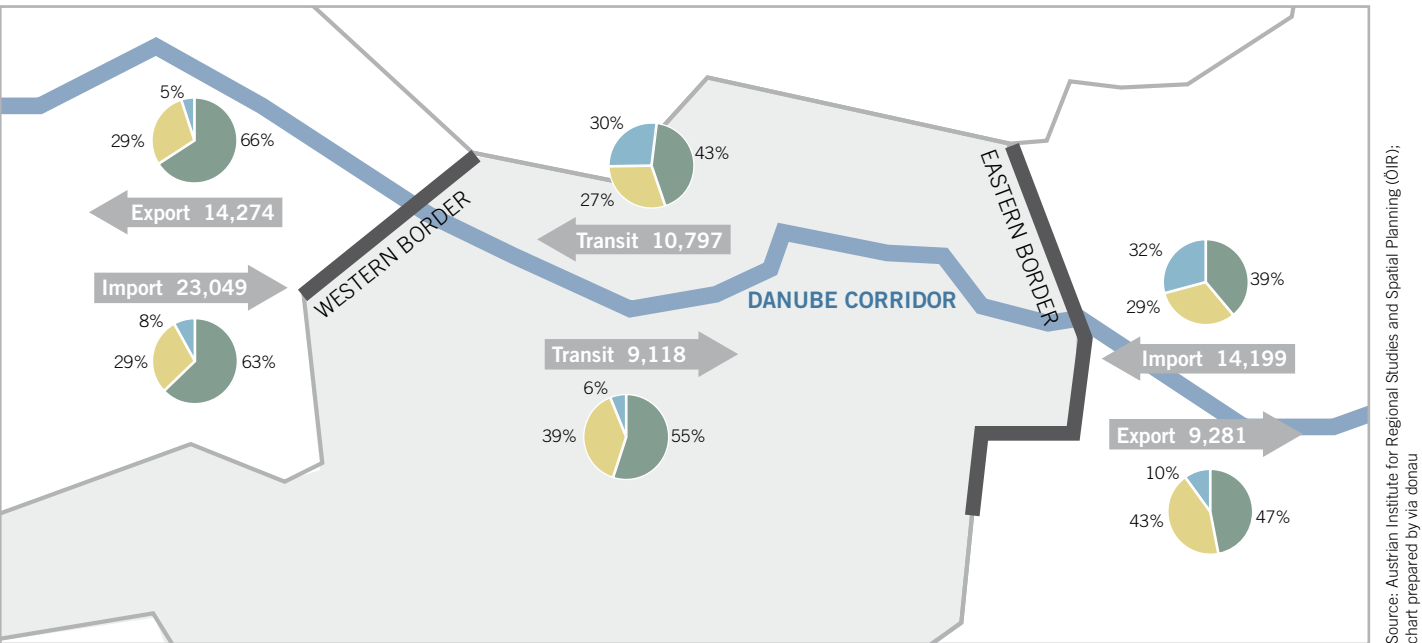 5%
29%
66%
Export 14,274
Import 23,049
8%
29%
63%
WESTERN BORDER
30%
43%
27%
Transit 10,797
DANUBE CORRIDOR
Transit 9,118
6%
39%
55%
EASTERN BORDER
32%
39%
29%
Import 14,199
Export 9,281
10%
43%
47%
Source: Austrian Institute for Regional Studies and Spatial Planning (ÖIR);
chart prepared by via donau